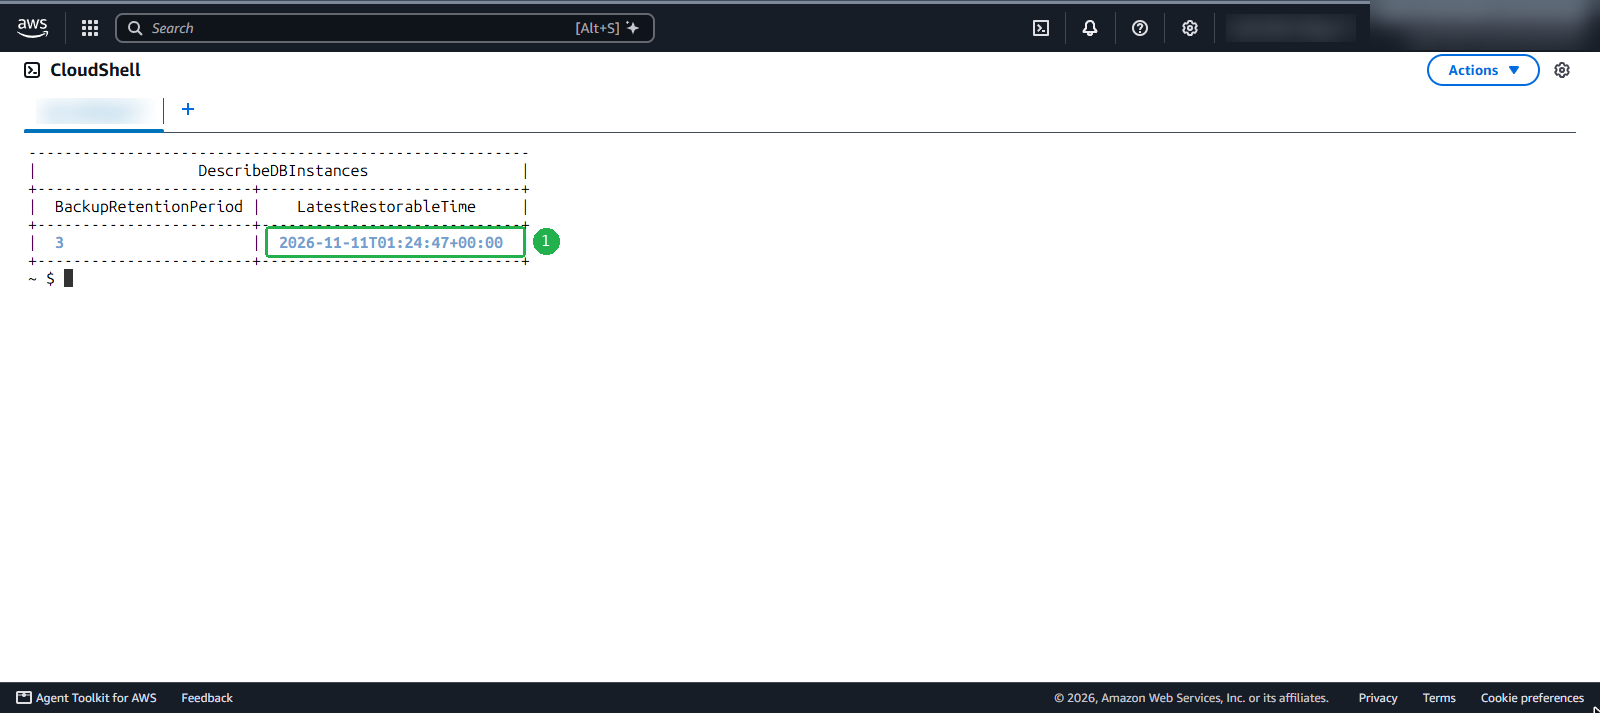 aws
Search [Alt+S]
CloudShell
Actions
+
-------------------------------------------------------
| DescribeDBInstances |
+------------------------+-----------------------------+
| BackupRetentionPeriod | LatestRestorableTime |
+------------------------+-----------------------------+
| 3 | 2026-11-11T01:24:47+00:00 | 1
+------------------------+-----------------------------+
~ $
Agent Toolkit for AWS Feedback © 2026, Amazon Web Services, Inc. or its affiliates. Privacy Terms Cookie preferences